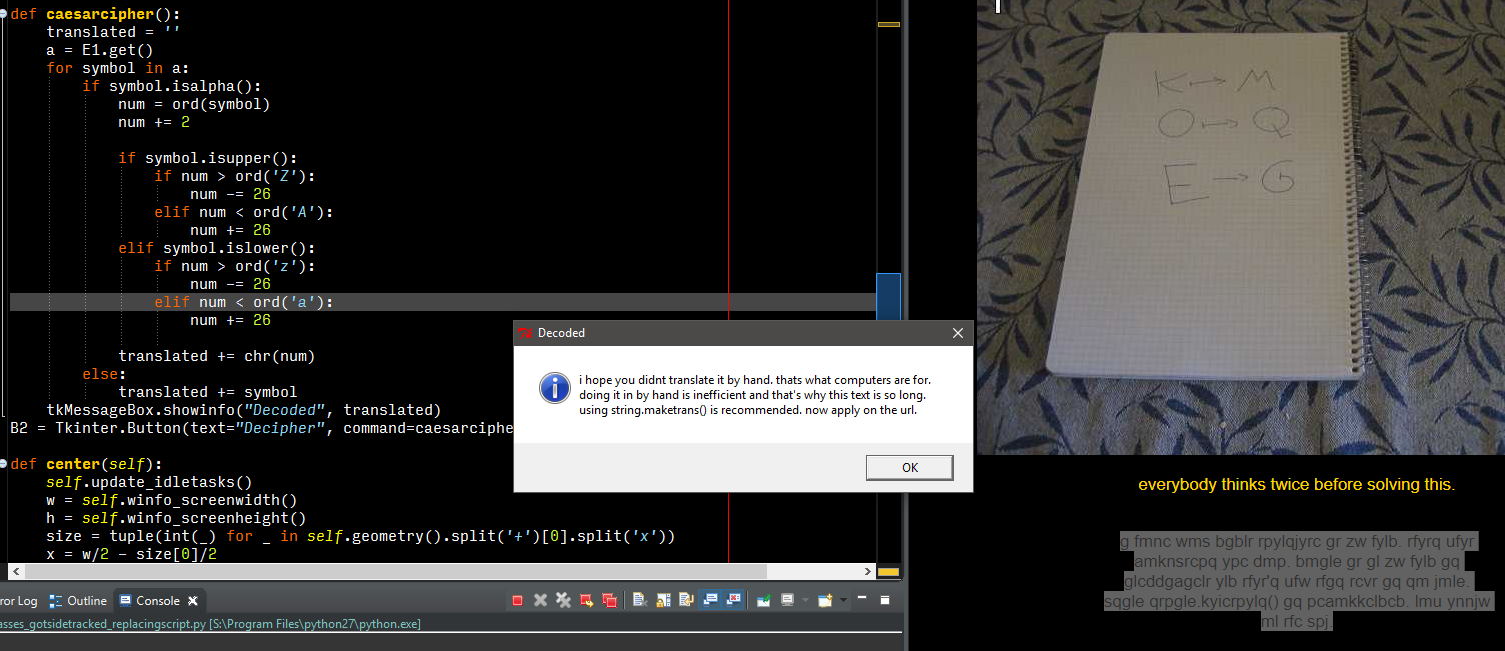 def caesarcipher():
translated = ''
a = E1.get()
for symbol in a:
if symbol.isalpha():
num = ord(symbol)
num += 2
if symbol.isupper():
if num > ord('Z'):
num -= 26
elif num < ord('A'):
num += 26
elif symbol.islower():
if num > ord('z'):
num -= 26
elif num < ord('a'):
num += 26
translated += chr(num)
else:
translated += symbol
tkMessageBox.showinfo("Decoded", translated)
B2 = Tkinter.Button(text="Decipher", command=caesarciphe
def center(self):
self.update_idletasks()
w = self.winfo_screenwidth()
h = self.winfo_screenheight()
size = tuple(int(_) for _ in self.geometry().split('+')[0].split('x'))
x = w/2 - size[0]/2
ror Log Outline Console
asses_gotsidetracked_replacingscript.py [S:\Program Files\python27\python.exe]
Decoded
i hope you didnt translate it by hand. thats what computers are for.
doing it in by hand is inefficient and that's why this text is so long.
using string.maketrans() is recommended. now apply on the url.
OK
K → M
O → Q
E → G
everybody thinks twice before solving this.
g fmnc wms bgblr rpylqjyrc gr zw fylb. rfyrq ufyr
amknsrcpq ypc dmp. bmgle gr gl zw fylb gq
glcddgagclr ylb rfyr'q ufw rfgq rcvr gq qm jmle.
sqgle qrpgle.kyicrpylq() gq pcamkkclbcb. lmu ynnjw
ml rfc spj.